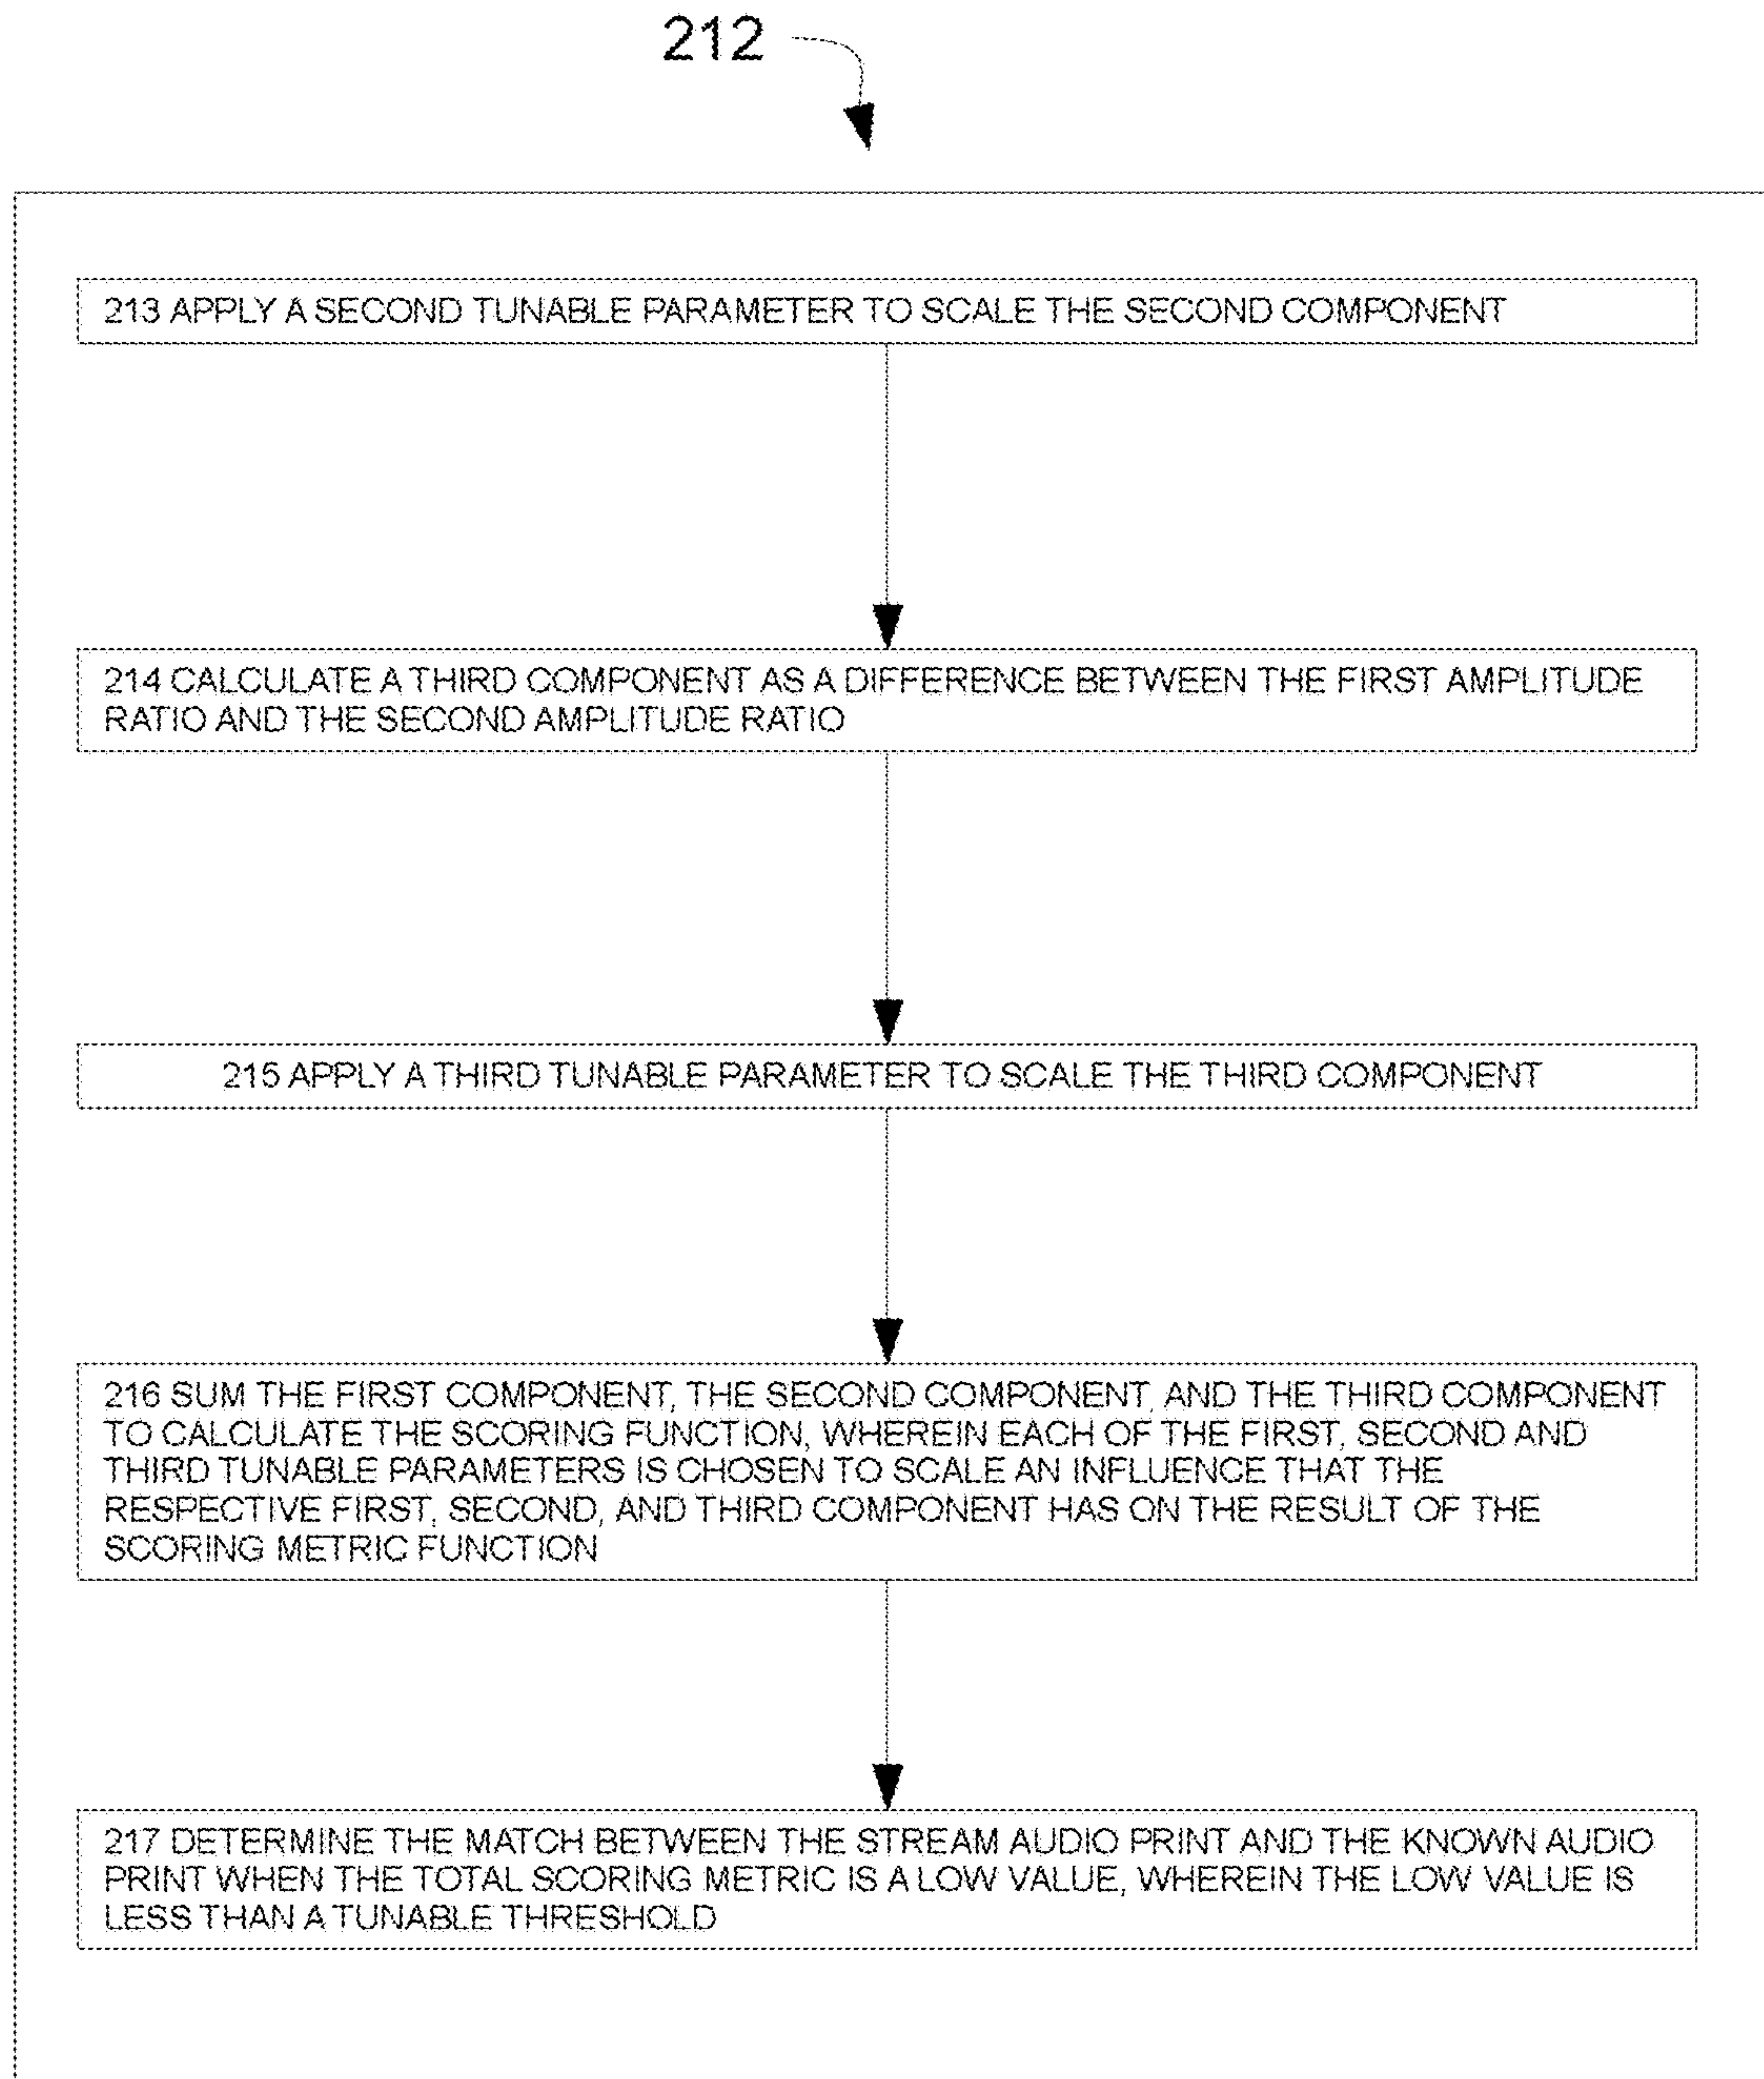 212
213 APPLY A SECOND TUNABLE PARAMETER TO SCALE THE SECOND COMPONENT
214 CALCULATE A THIRD COMPONENT AS A DIFFERENCE BETWEEN THE FIRST AMPLITUDE
RATIO AND THE SECOND AMPLITUDE RATIO
215 APPLY A THIRD TUNABLE PARAMETER TO SCALE THE THIRD COMPONENT
216 SUM THE FIRST COMPONENT, THE SECOND COMPONENT, AND THE THIRD COMPONENT
TO CALCULATE THE SCORING FUNCTION, WHEREIN EACH OF THE FIRST, SECOND AND
THIRD TUNABLE PARAMETERS IS CHOSEN TO SCALE AN INFLUENCE THAT THE
RESPECTIVE FIRST, SECOND, AND THIRD COMPONENT HAS ON THE RESULT OF THE
SCORING METRIC FUNCTION
217 DETERMINE THE MATCH BETWEEN THE STREAM AUDIO PRINT AND THE KNOWN AUDIO
PRINT WHEN THE TOTAL SCORING METRIC IS A LOW VALUE, WHEREIN THE LOW VALUE IS
LESS THAN A TUNABLE THRESHOLD